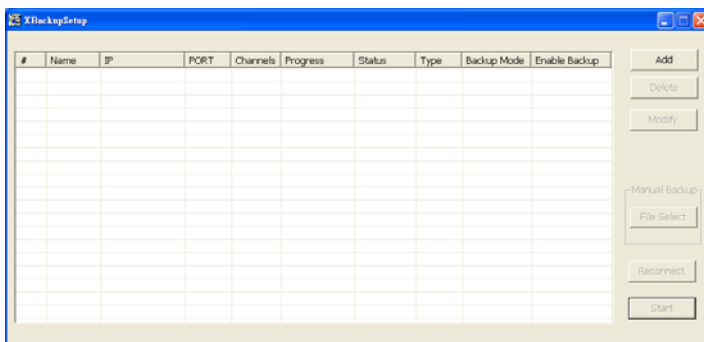 XBackupSetup
# Name IP PORT Channels Progress Status Type Backup Mode Enable Backup
Add
Delete
Modify
Manual Backup
File Select
Reconnect
Start